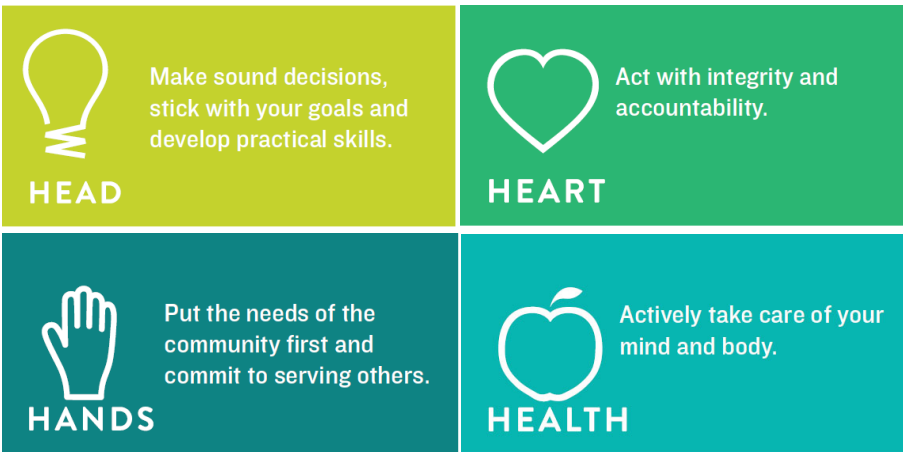 Make sound decisions,
stick with your goals and
develop practical skills.
HEAD
Act with integrity and
accountability.
HEART
Put the needs of the
community first and
commit to serving others.
HANDS
Actively take care of your
mind and body.
HEALTH